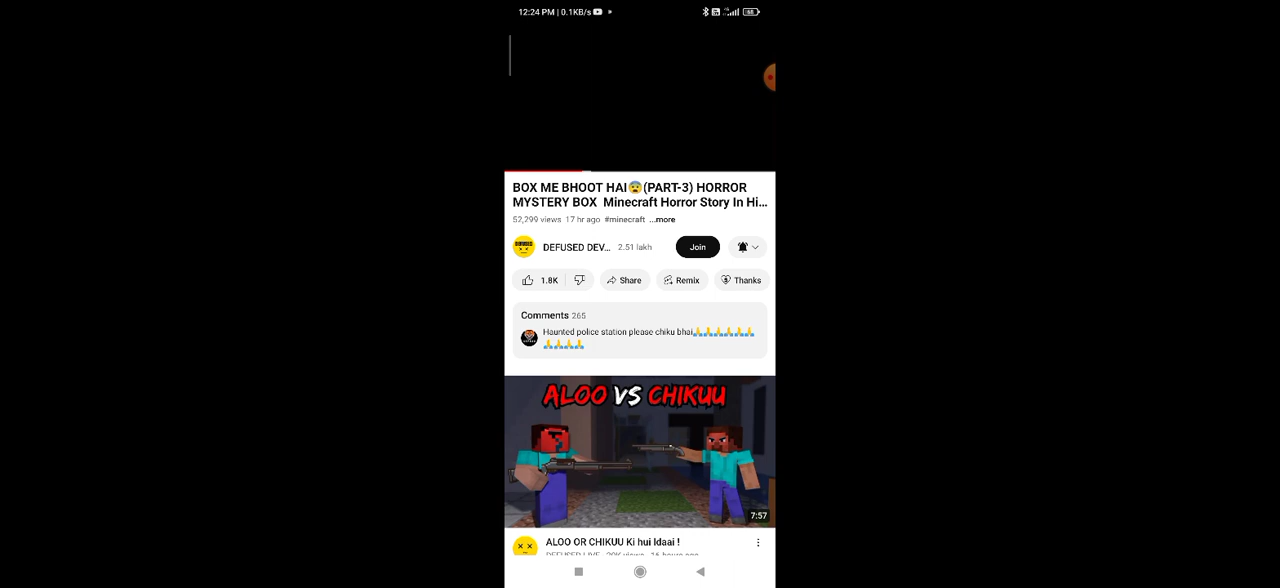 12:24 PM | 0.1KB/s
68
BOX ME BHOOT HAI😨(PART-3) HORROR
MYSTERY BOX Minecraft Horror Story In Hi...
52,299 views 17 hr ago #minecraft ...more
DEFUSED DEV... 2.51 lakh Join
1.8K Share Remix Thanks
Comments 265
Haunted police station please chiku bhai🙏🙏🙏🙏🙏🙏
🙏🙏🙏🙏
ALOO VS CHIKUU
7:57
ALOO OR CHIKUU Ki hui ldaai !
DEFUSED LIVE